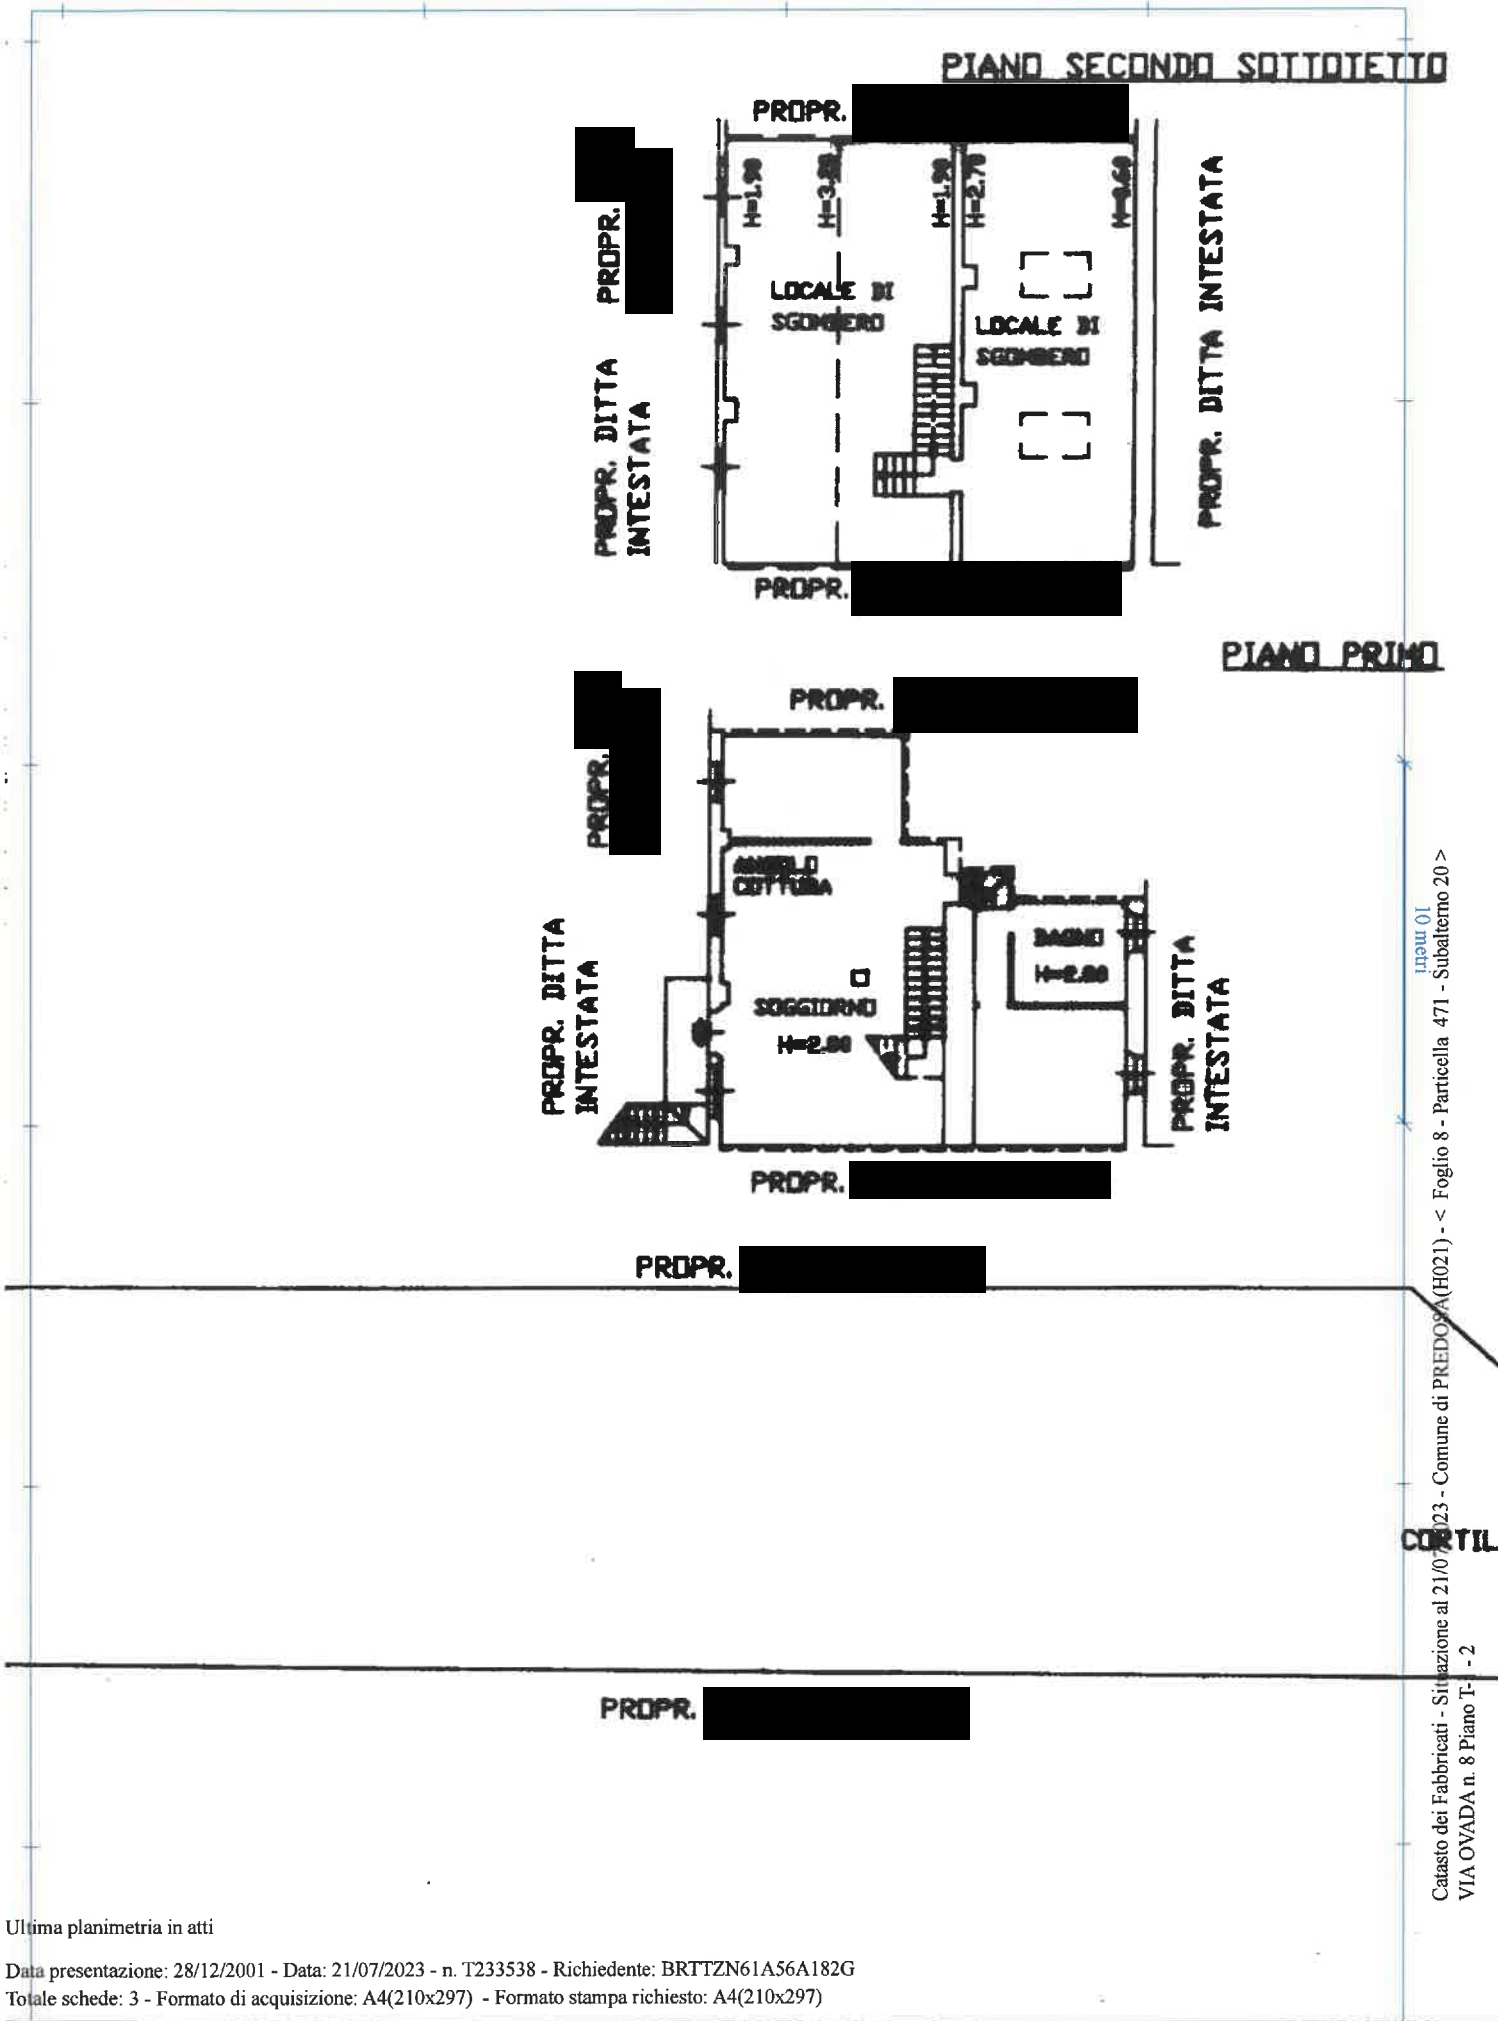 PIANO SECONDO SOTTOTETTO
PROPR.
PROPR.
PROPR. DITTA
INTESTATA
H=1.90
H=1.90
H=2.70
LOCALE DI
SGOMBERO
LOCALE DI
SGOMBERO
PROPR. DITTA INTESTATA
PROPR.
PIANO PRIMO
PROPR.
PROPR.
PROPR. DITTA
INTESTATA
ANGOLO
COTTURA
SOGGIORNO
BAGNO
PROPR. DITTA
INTESTATA
PROPR.
PROPR.
10 metri
Catasto dei Fabbricati - Situazione al 21/07/2023 - Comune di PREDOSA(H021) - < Foglio 8 - Particella 471 - Subalterno 20 >
VIA OVADA n. 8 Piano T-1 - 2
CORTIL
PROPR.
Ultima planimetria in atti
Data presentazione: 28/12/2001 - Data: 21/07/2023 - n. T233538 - Richiedente: BRTTZN61A56A182G
Totale schede: 3 - Formato di acquisizione: A4(210x297) - Formato stampa richiesto: A4(210x297)